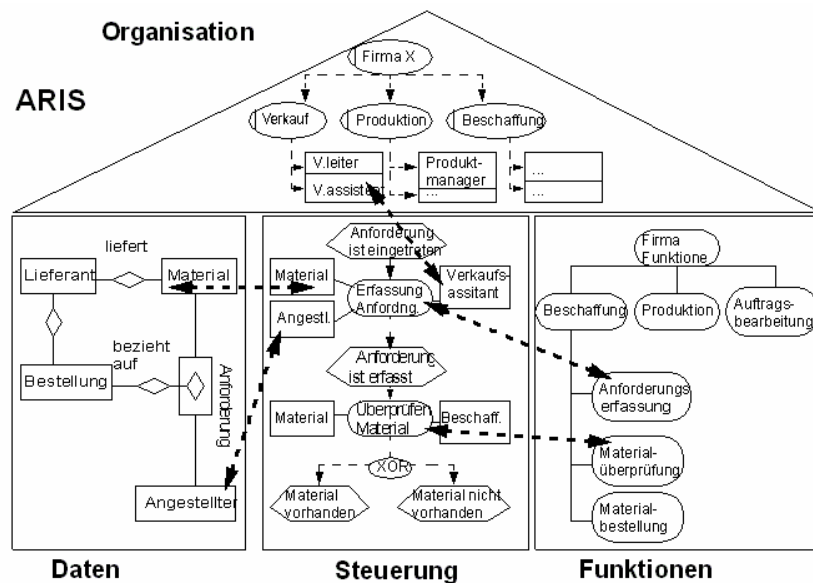 Organisation
ARIS
Firma X
Verkauf
Produktion
Beschaffung
V.leiter
V.assistent
Produkt-
manager
...
...
...
Daten
liefert
Lieferant
Material
bezieht
auf
Bestellung
Anforderung
Angestellter
Steuerung
Anforderung
ist eingetreten
Material
Angestl.
Erfassung
Anfordng.
Verkaufs-
assitant
Anforderung
ist erfasst
Material
Überprüfen
Material
Beschaff.
XOR
Material
vorhanden
Material nicht
vorhanden
Funktionen
Firma
Funktione
Beschaffung
Produktion
Auftrags-
bearbeitung
Anforderungs
erfassung
Material-
überprüfung
Material-
bestellung